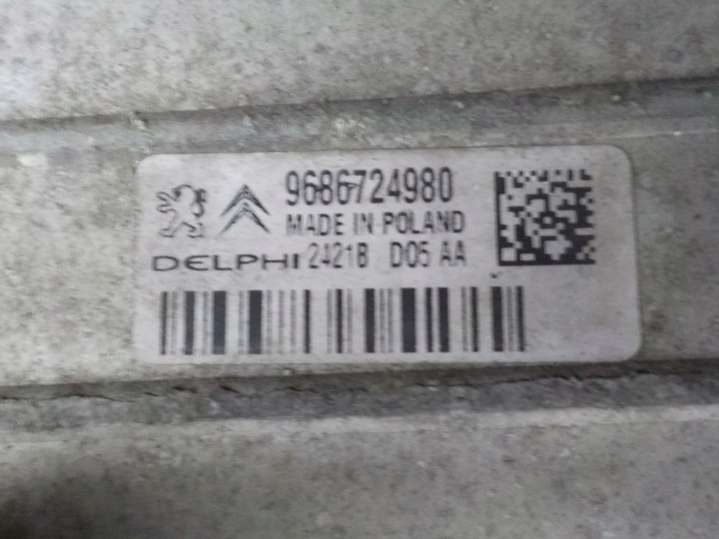 9686724980
MADE IN POLAND
DELPHI 2421B D05 AA